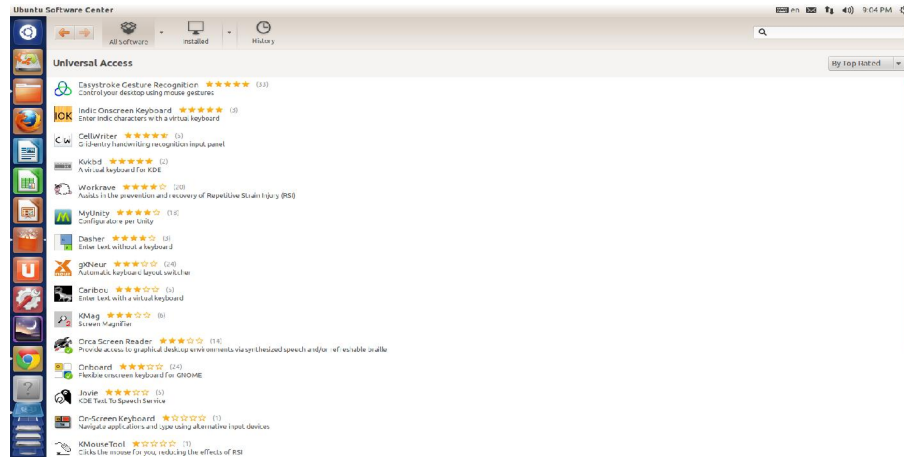 Ubuntu Software Center
en
9:04 PM
All Software
Installed
History
Universal Access
By Top Rated
Easystroke Gesture Recognition (33)
Control your desktop using mouse gestures
ICK
Indic Onscreen Keyboard (3)
Enter Indic characters with a virtual keyboard
C W
CellWriter (5)
Grid-entry handwriting recognition input panel
Kvkbd (2)
A virtual keyboard for KDE
Workrave (20)
Assists in the prevention and recovery of Repetitive Strain Injury (RSI)
MyUnity (13)
Configuratore per Unity
Dasher (3)
Enter text without a keyboard
gXNeur (24)
Automatic keyboard layout switcher
Caribou (5)
Enter text with a virtual keyboard
KMag (6)
Screen Magnifier
Orca Screen Reader (14)
Provide access to graphical desktop environments via synthesized speech and/or refreshable braille
Onboard (24)
Flexible onscreen keyboard for GNOME
Jovie (5)
KDE Text To Speech Service
On-Screen Keyboard (1)
Navigate applications and type using alternative input devices
KMouseTool (1)
Clicks the mouse for you, reducing the effects of RSI